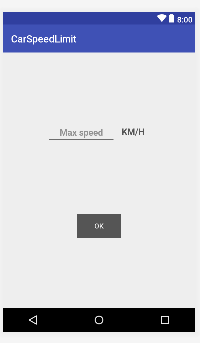 8:00
CarSpeedLimit
Max speed KM/H
OK